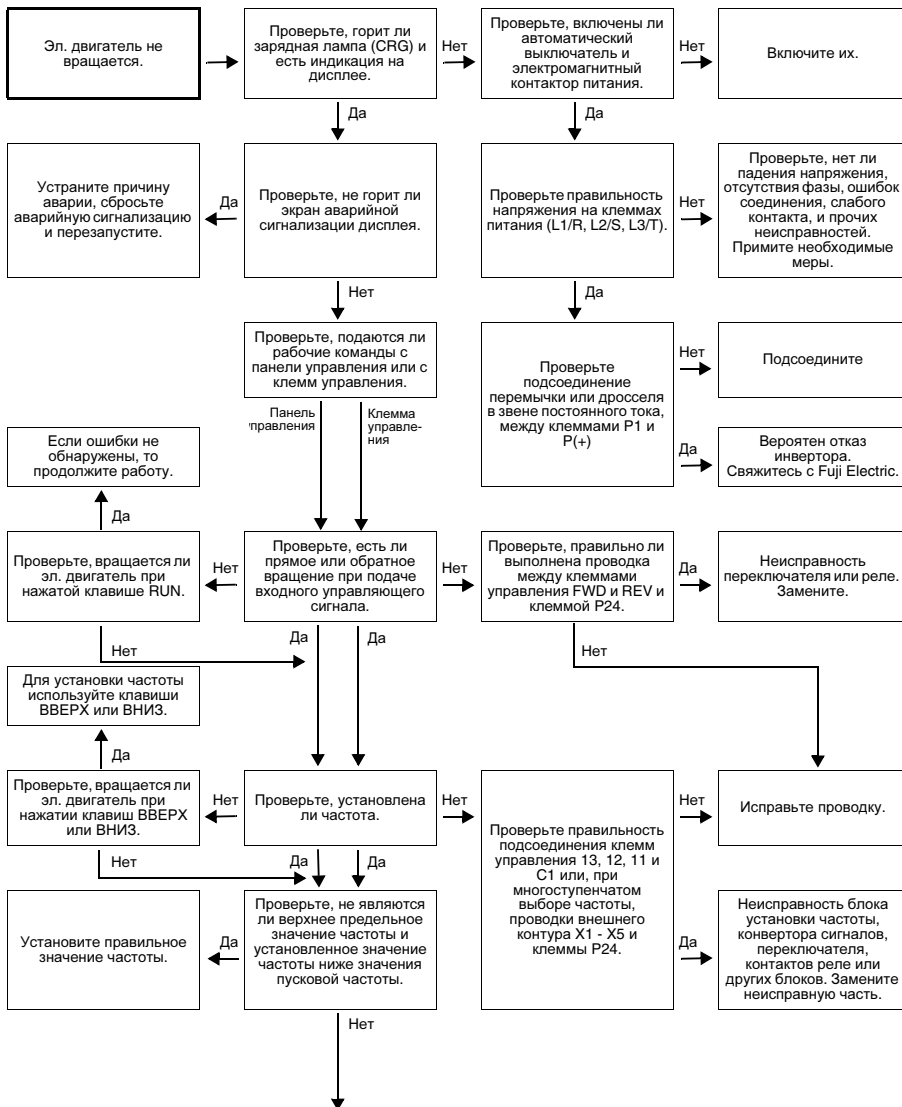 Эл. двигатель не
вращается.
Проверьте, горит ли
зарядная лампа (CRG) и
есть индикация на
дисплее.
Нет
Проверьте, включены ли
автоматический
выключатель и
электромагнитный
контактор питания.
Нет
Включите их.
Да
Да
Устраните причину
аварии, сбросьте
аварийную сигнализацию
и перезапустите.
Да
Проверьте, не горит ли
экран аварийной
сигнализации дисплея.
Проверьте правильность
напряжения на клеммах
питания (L1/R, L2/S, L3/T).
Нет
Проверьте, нет ли
падения напряжения,
отсутствия фазы, ошибок
соединения, слабого
контакта, и прочих
неисправностей.
Примите необходимые
меры.
Нет
Да
Проверьте, подаются ли
рабочие команды с
панели управления или с
клемм управления.
Проверьте
подсоединение
перемычки или дросселя
в звене постоянного тока,
между клеммами P1 и
P(+)
Нет
Подсоедините
Да
Вероятен отказ
инвертора.
Свяжитесь с Fuji Electric.
Панель
правления
Клемма
управле-
ния
Если ошибки не
обнаружены, то
продолжите работу.
Да
Проверьте, вращается ли
эл. двигатель при
нажатой клавише RUN.
Нет
Проверьте, есть ли
прямое или обратное
вращение при подаче
входного управляющего
сигнала.
Нет
Проверьте, правильно ли
выполнена проводка
между клеммами
управления FWD и REV и
клеммой P24.
Да
Неисправность
переключателя или реле.
Замените.
Нет
Да
Да
Нет
Для установки частоты
используйте клавиши
ВВЕРХ или ВНИЗ.
Да
Проверьте, вращается ли
эл. двигатель при
нажатии клавиш ВВЕРХ
или ВНИЗ.
Нет
Проверьте, установлена
ли частота.
Нет
Проверьте правильность
подсоединения клемм
управления 13, 12, 11 и
C1 или, при
многоступенчатом
выборе частоты,
проводки внешнего
контура X1 - X5 и
клеммы P24.
Нет
Исправьте проводку.
Нет
Да
Да
Установите правильное
значение частоты.
Да
Проверьте, не являются
ли верхнее предельное
значение частоты и
установленное значение
частоты ниже значения
пусковой частоты.
Да
Неисправность блока
установки частоты,
конвертора сигналов,
переключателя,
контактов реле или
других блоков. Замените
неисправную часть.
Нет